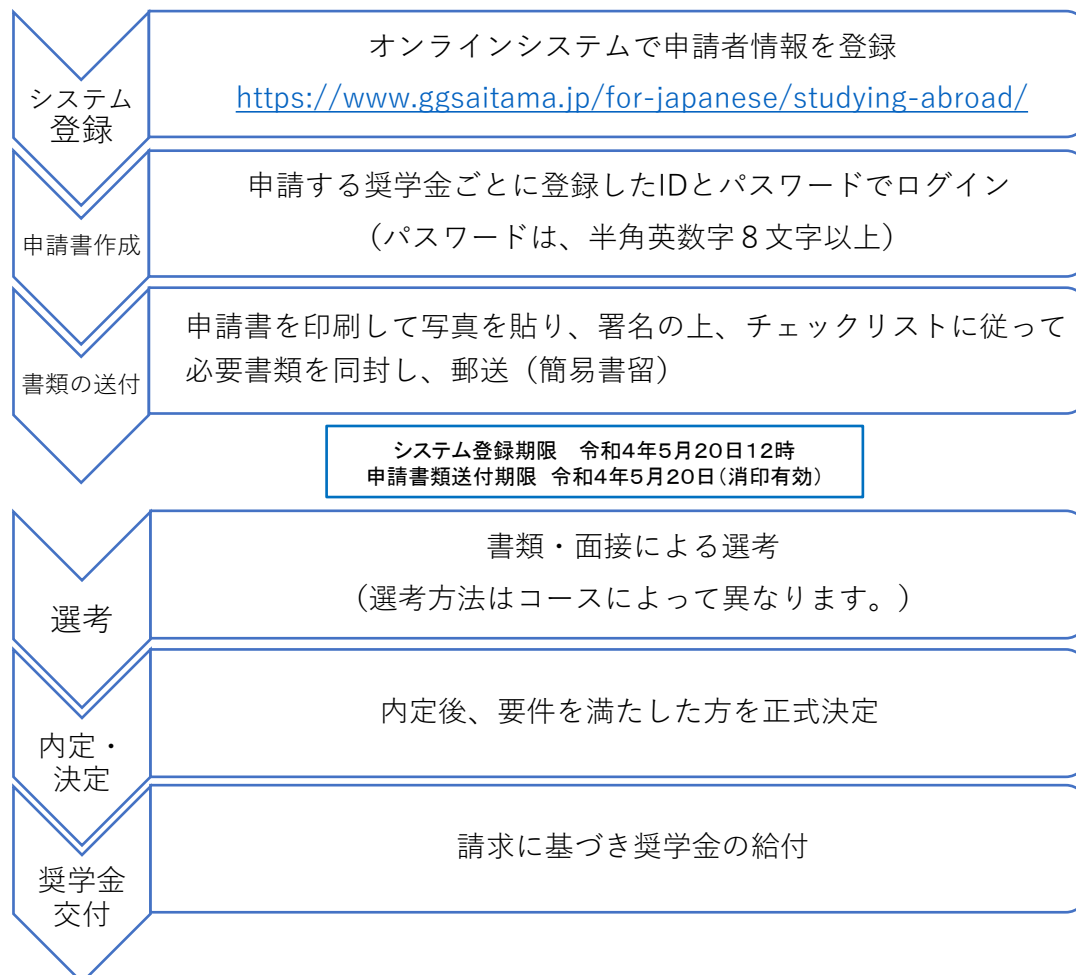 システム
登録
オンラインシステムで申請者情報を登録
https://www.ggsaitama.jp/for-japanese/studying-abroad/
申請書作成
申請する奨学金ごとに登録したIDとパスワードでログイン
（パスワードは、半角英数字８文字以上）
書類の送付
申請書を印刷して写真を貼り、署名の上、チェックリストに従って
必要書類を同封し、郵送（簡易書留）
システム登録期限　令和4年5月20日12時
申請書類送付期限　令和4年5月20日（消印有効）
選考
書類・面接による選考
（選考方法はコースによって異なります。）
内定・
決定
内定後、要件を満たした方を正式決定
奨学金
交付
請求に基づき奨学金の給付